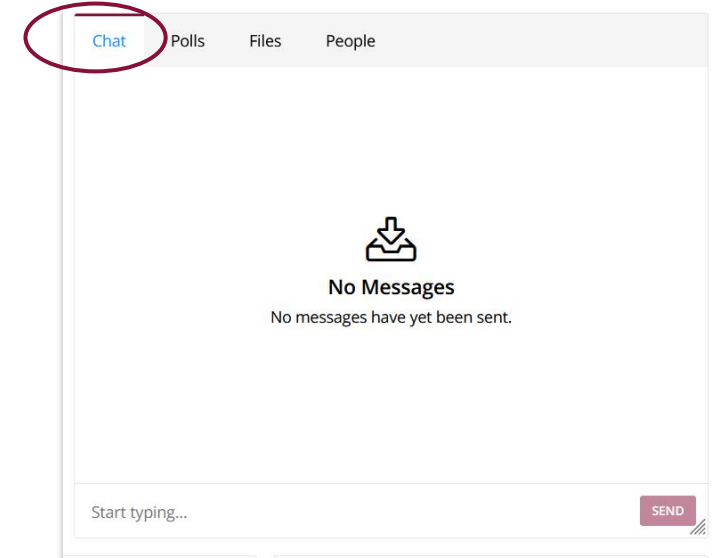 Chat Polls Files People
No Messages
No messages have yet been sent.
Start typing... SEND